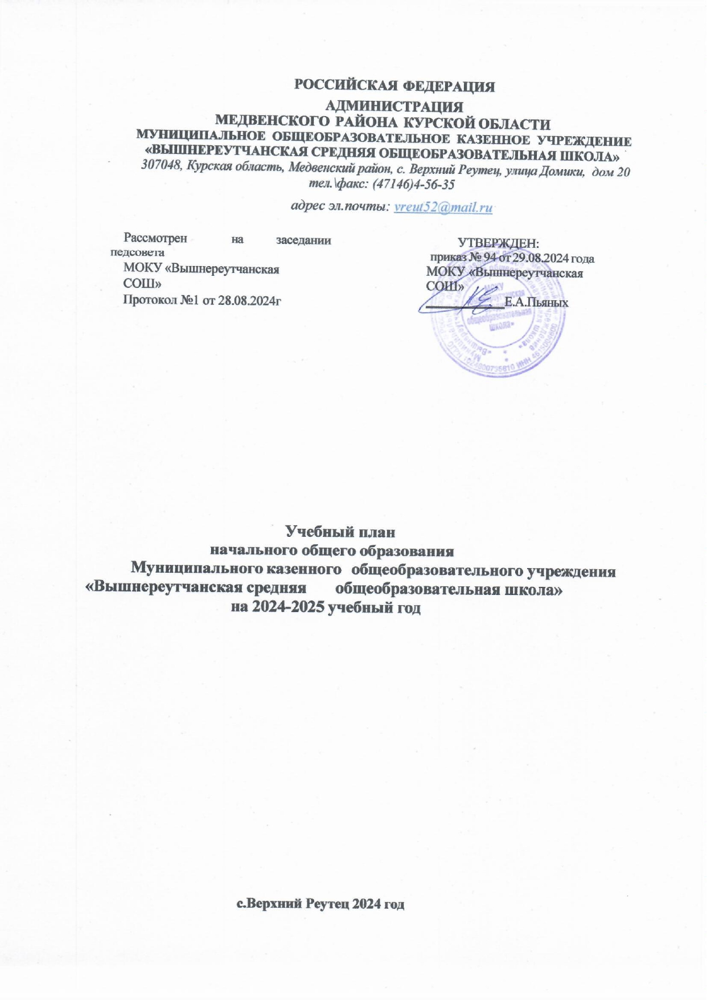 РОССИЙСКАЯ ФЕДЕРАЦИЯ
АДМИНИСТРАЦИЯ
МЕДВЕНСКОГО РАЙОНА КУРСКОЙ ОБЛАСТИ
МУНИЦИПАЛЬНОЕ ОБЩЕОБРАЗОВАТЕЛЬНОЕ КАЗЕННОЕ УЧРЕЖДЕНИЕ
«ВЫШНЕРЕУТЧАНСКАЯ СРЕДНЯЯ ОБЩЕОБРАЗОВАТЕЛЬНАЯ ШКОЛА»
307048, Курская область, Медвенский район, с. Верхний Реутец, улица Домики, дом 20
тел.\факс: (47146)4-56-35
адрес эл.почты: vreut52@mail.ru
Рассмотрен на заседании
педсовета
МОКУ «Вышнереутчанская
СОШ»
Протокол №1 от 28.08.2024г
УТВЕРЖДЕН:
приказ № 94 от 29.08.2024 года
МОКУ «Вышнереутчанская
СОШ»
Е.А.Пьяных
МОКУ
общеобразовательная
школа»
Учебный план
начального общего образования
Муниципального казенного общеобразовательного учреждения
«Вышнереутчанская средняя общеобразовательная школа»
на 2024-2025 учебный год
с.Верхний Реутец 2024 год